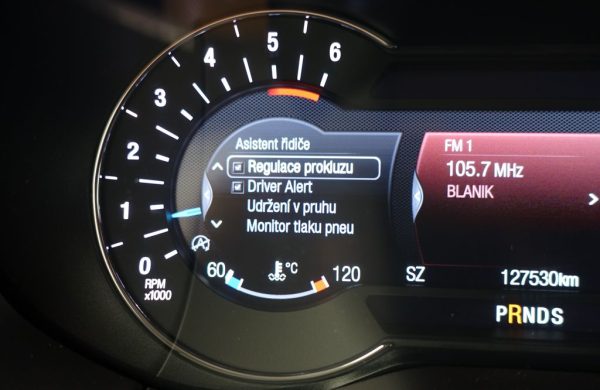 6
5
4
3
2
1
0
RPM
x1000
Asistent řidiče
Regulace prokluzu
Driver Alert
Udržení v pruhu
Monitor tlaku pneu
60 °C 120
FM 1
105.7 MHz
BLANIK
SZ 127530km
PRNDS